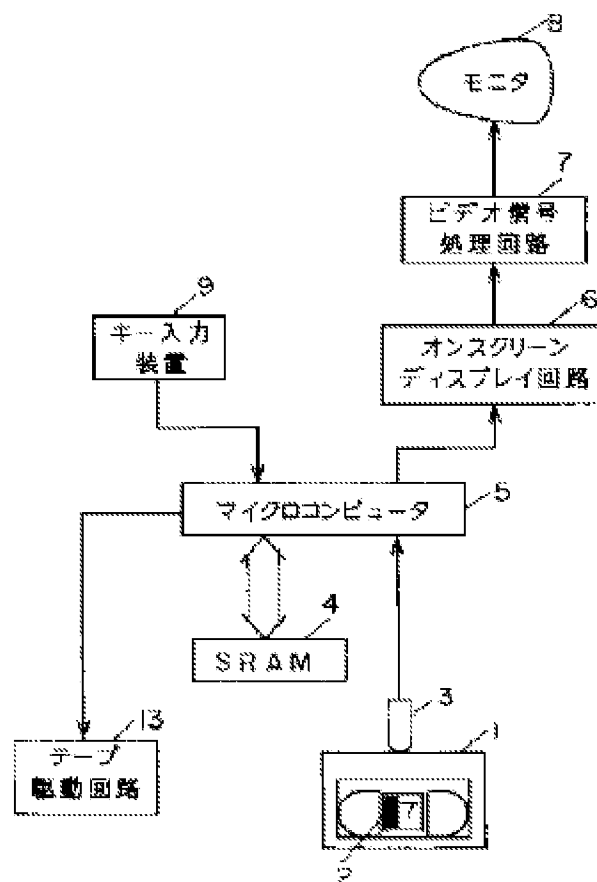 8
モニタ
7
ビデオ信号
処理回路
6
オンスクリーン
ディスプレイ回路
9
キー入力
装置
マイクロコンピュータ
5
4
SRAM
3
13
テープ
駆動回路
1
7
2